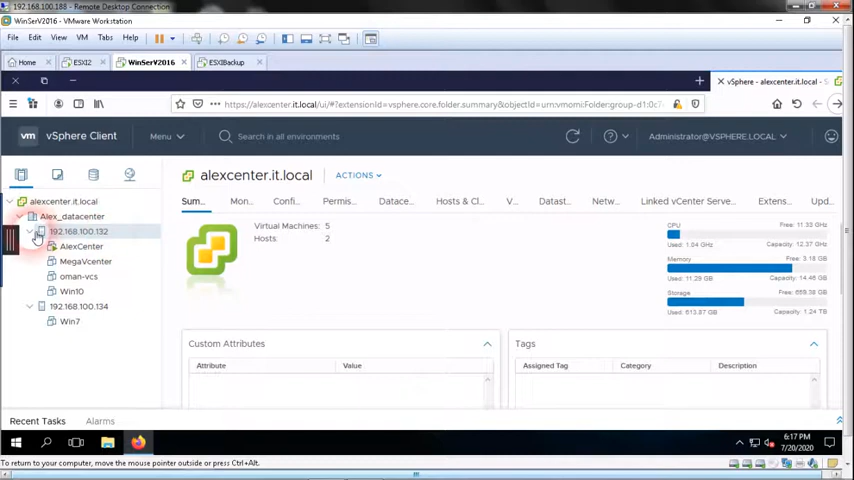 192.168.100.188 - Remote Desktop Connection
WinSerV2016 - VMware Workstation
File Edit View VM Tabs Help
Home ESXI2 WinSerV2016 ESXIBackup
vSphere - alexcenter.it.local - S
https://alexcenter.it.local/ui/#?extensionId=vsphere.core.folder.summary&objectId=urn:vmomi:Folder:group-d1:0c7
vm vSphere Client Menu Search in all environments Administrator@VSPHERE.LOCAL
alexcenter.it.local ACTIONS
Sum... Mon... Confi... Permis... Datace... Hosts & Cl... V... Datast... Netw... Linked vCenter Serve... Extens... Upd...
alexcenter.it.local
Alex_datacenter
192.168.100.132
AlexCenter
MegaVcenter
oman-vcs
Win10
192.168.100.134
Win7
Virtual Machines: 5
Hosts: 2
CPU Free: 11.33 GHz
Used: 1.04 GHz Capacity: 12.37 GHz
Memory Free: 3.18 GB
Used: 11.29 GB Capacity: 14.46 GB
Storage Free: 659.38 GB
Used: 613.87 GB Capacity: 1.24 TB
Custom Attributes
Attribute Value
Tags
Assigned Tag Category Description
Recent Tasks Alarms
6:17 PM
7/20/2020
To return to your computer, move the mouse pointer outside or press Ctrl+Alt.